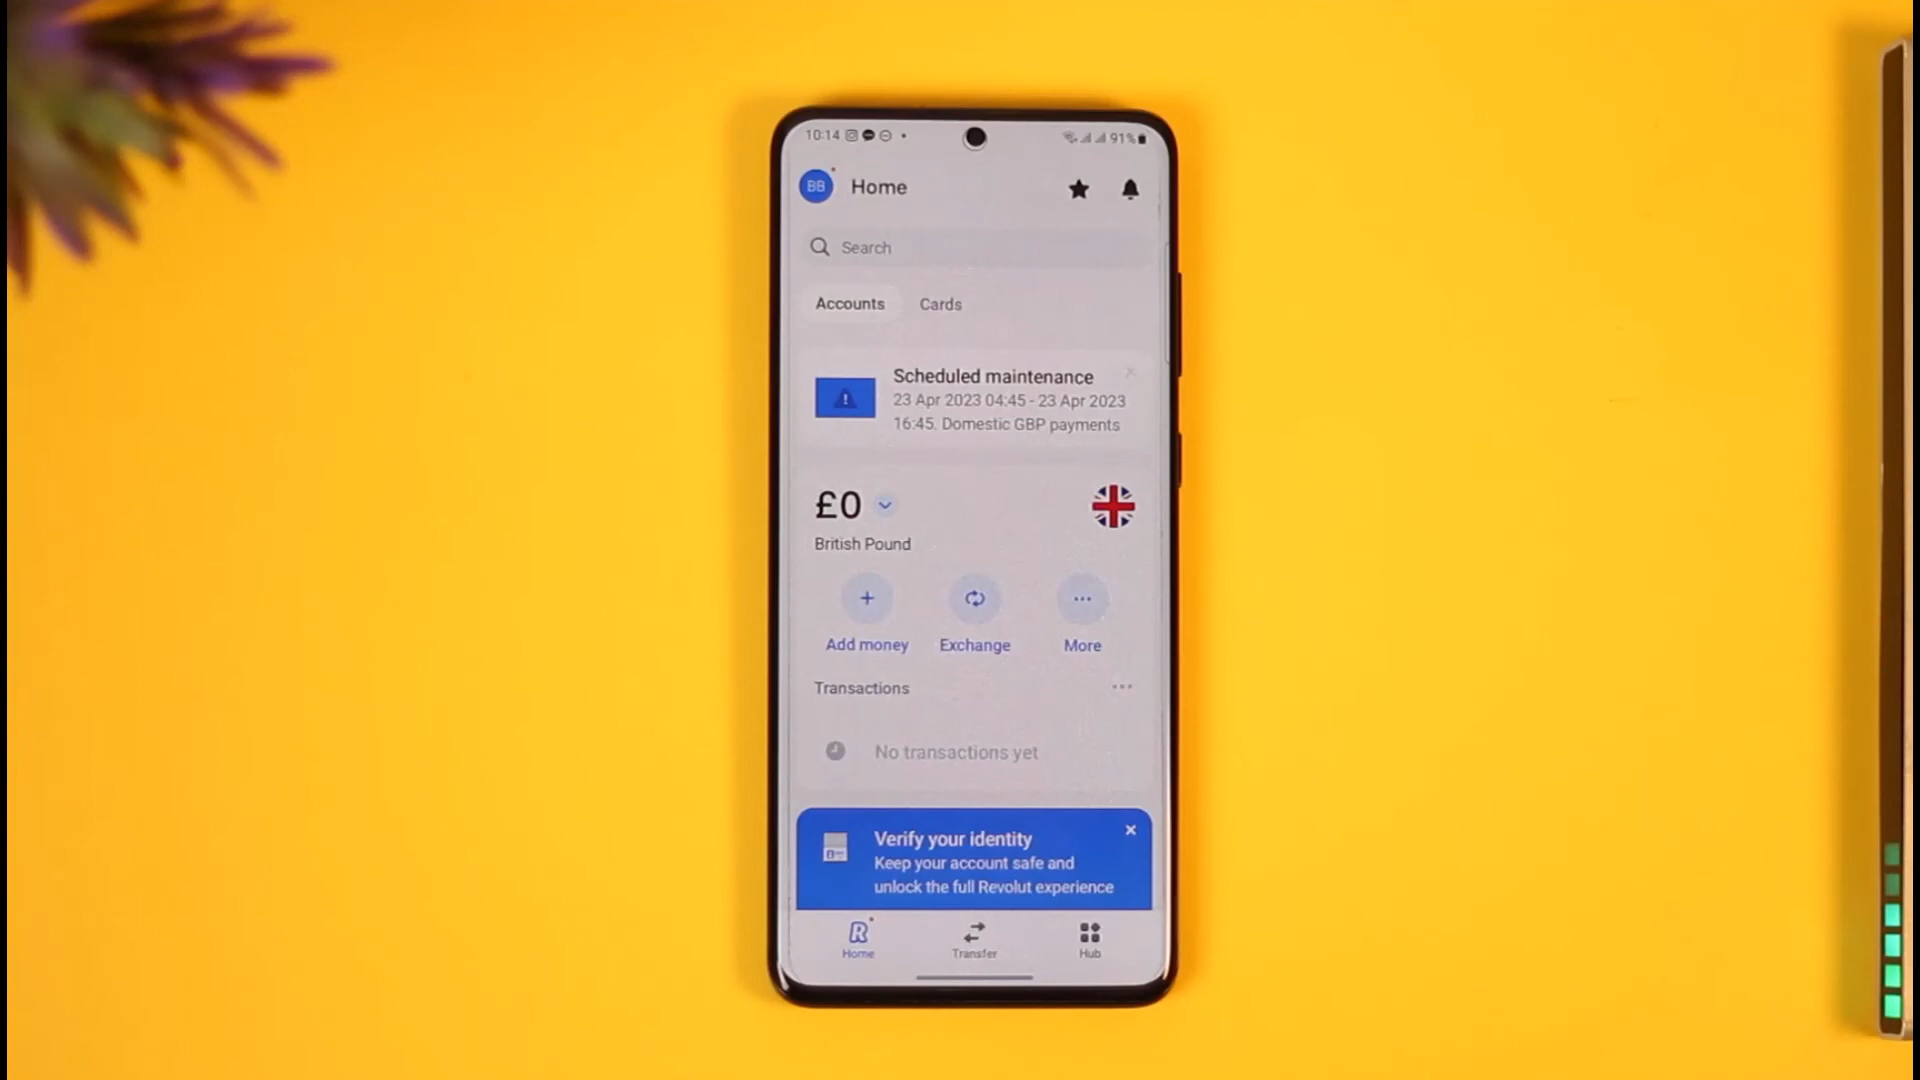 10:14 91%
BB Home
Search
Accounts Cards
Scheduled maintenance
23 Apr 2023 04:45 - 23 Apr 2023
16:45. Domestic GBP payments
£0
British Pound
Add money Exchange More
Transactions
No transactions yet
Verify your identity
Keep your account safe and
unlock the full Revolut experience
Home Transfer Hub